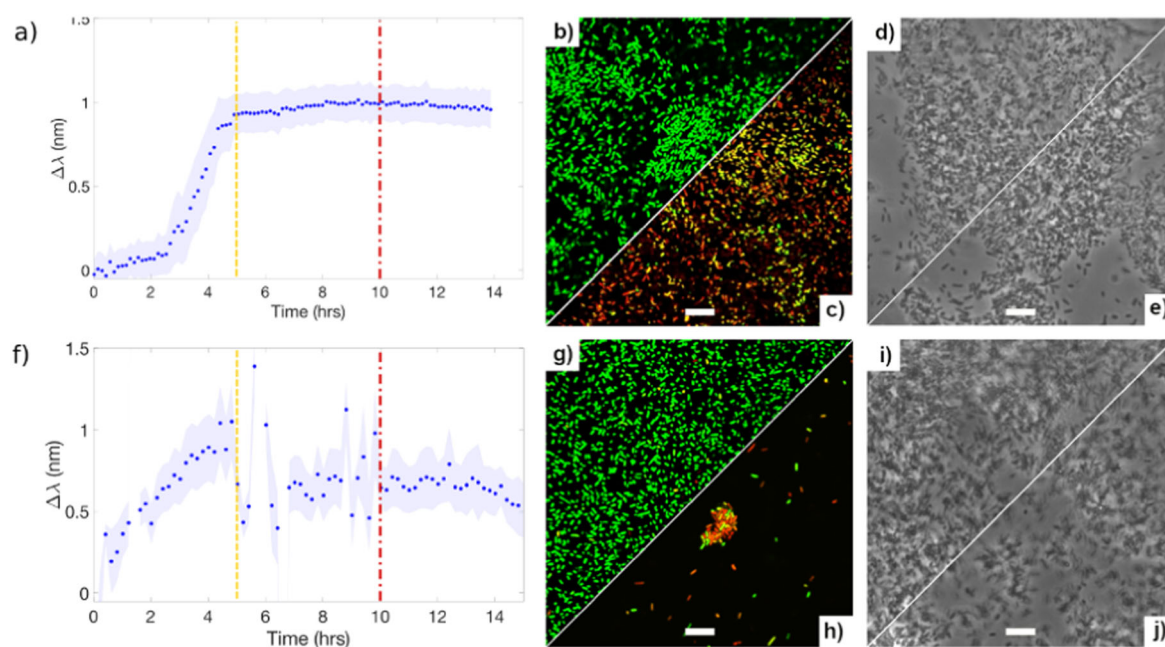 a)
1.5
1
0.5
0
Δλ (nm)
0 2 4 6 8 10 12 14
Time (hrs)
b)
c)
d)
e)
f)
1.5
1
0.5
0
Δλ (nm)
0 2 4 6 8 10 12 14
Time (hrs)
g)
h)
i)
j)